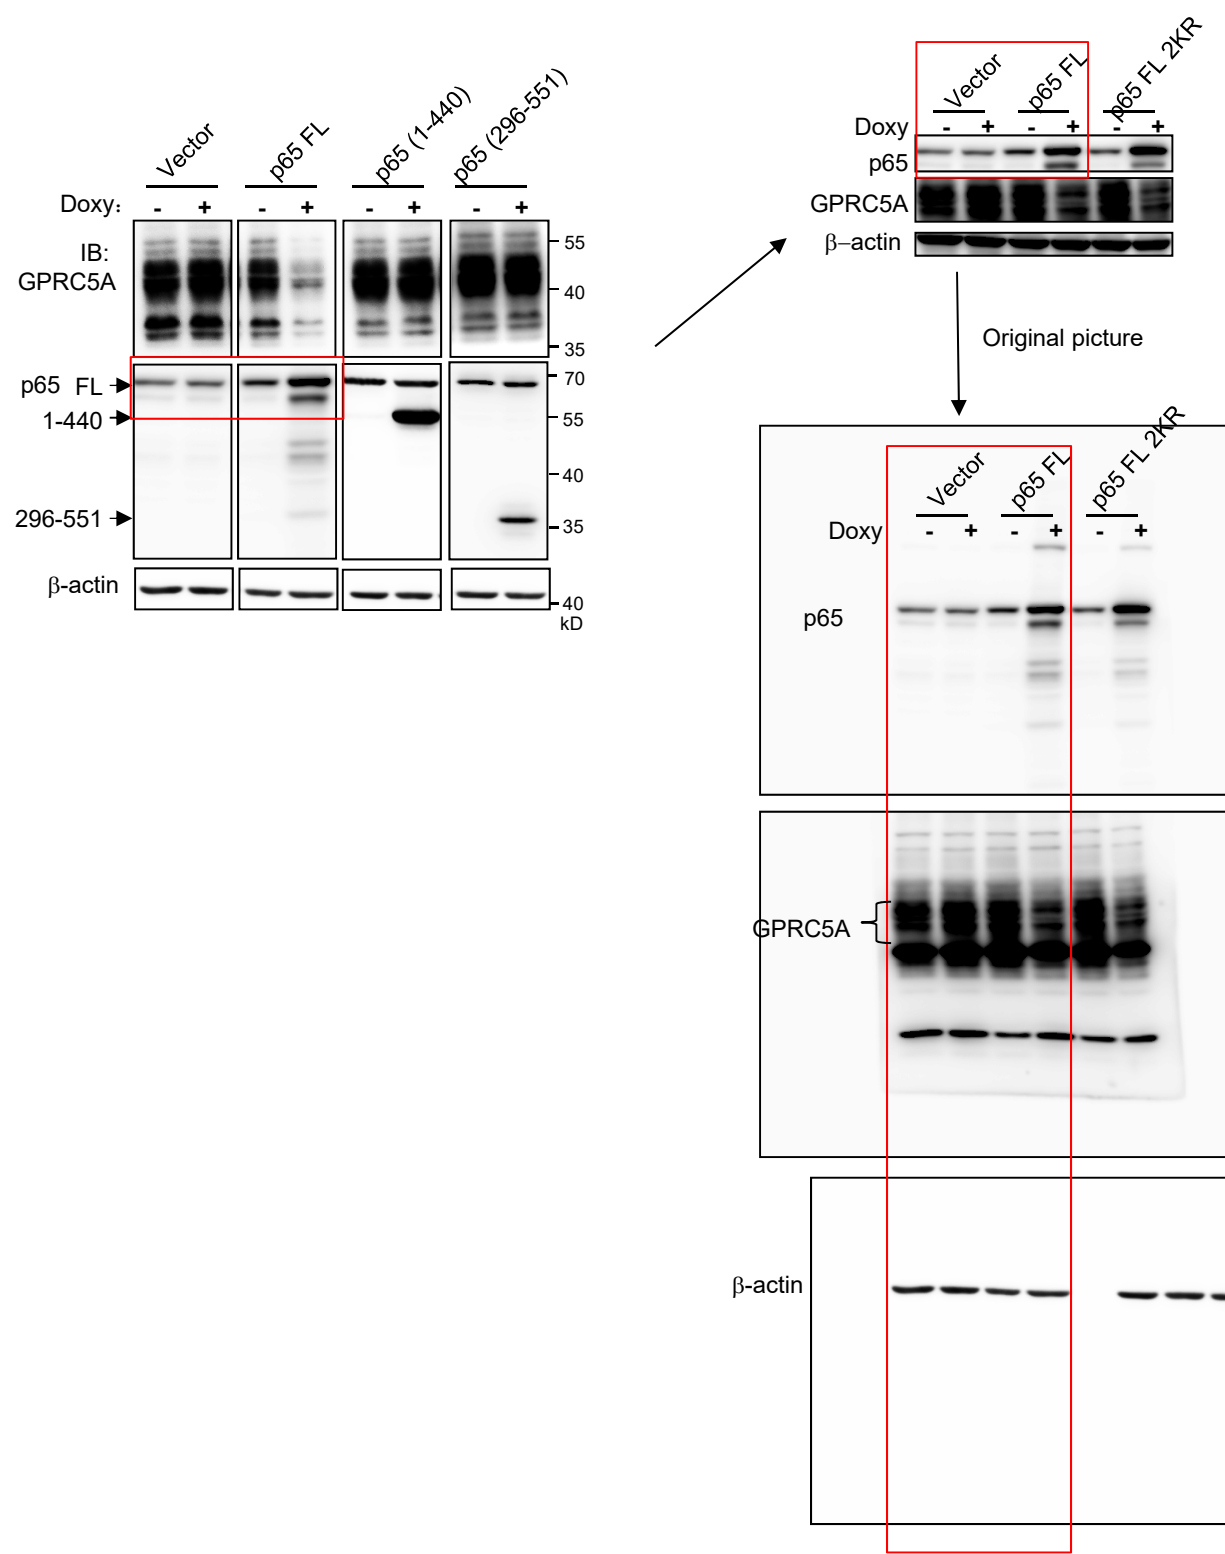 Vector
p65 FL
p65 (1-440)
p65 (296-551)
Doxy: - + - + - + - +
IB:
GPRC5A
55
40
35
p65 FL
1-440
296-551
70
55
40
35
β-actin
40
kD
Vector
p65 FL
p65 FL 2KR
Doxy - + - + - +
p65
GPRC5A
β-actin
Original picture
Vector
p65 FL
p65 FL 2KR
Doxy - + - + - +
p65
GPRC5A
β-actin